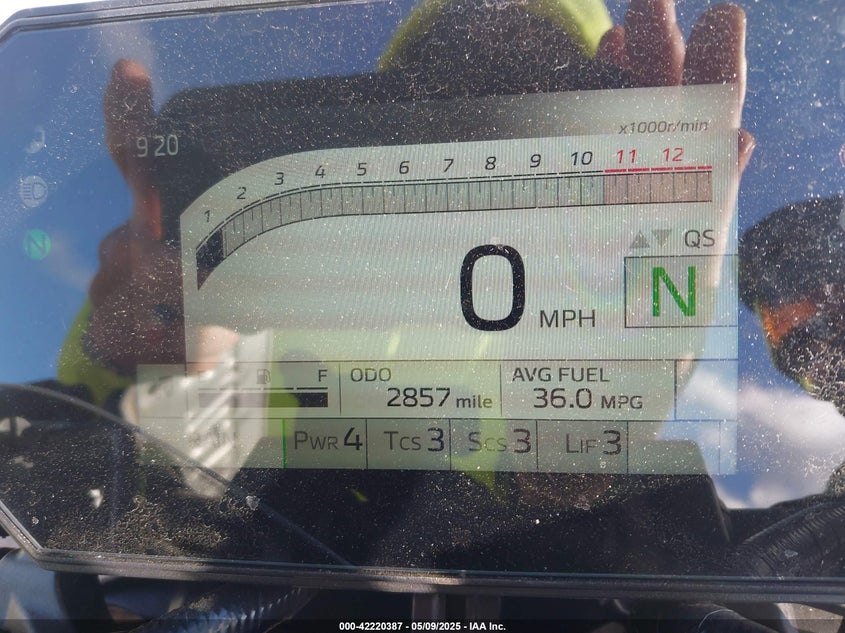 9 20
x1000r/min
1 2 3 4 5 6 7 8 9 10 11 12
QS
N
N
0 MPH
F
ODO
2857 mile
AVG FUEL
36.0 MPG
PWR 4
TCS 3
SCS 3
LIF 3
000-42220387 - 05/09/2025 - IAA Inc.